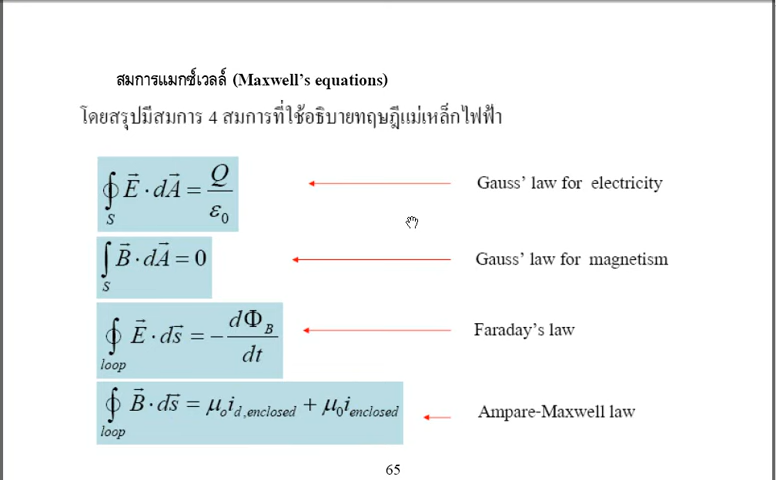 สมการแมกซ์เวลล์ (Maxwell's equations)
โดยสรุปมีสมการ 4 สมการที่ใช้อธิบายทฤษฎีแม่เหล็กไฟฟ้า
∮_S E⃗ · dA⃗ = Q/ε₀ Gauss' law for electricity
∫_S B⃗ · dA⃗ = 0 Gauss' law for magnetism
∮_loop E⃗ · ds⃗ = − dΦ_B/dt Faraday's law
∮_loop B⃗ · ds⃗ = μ_o i_d,enclosed + μ_0 i_enclosed Ampare-Maxwell law
65